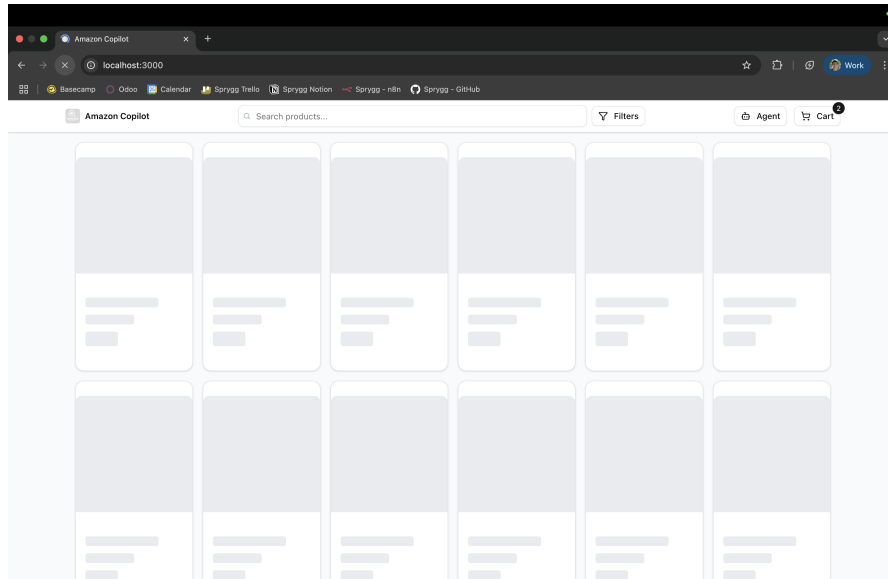 Amazon Copilot
localhost:3000
Work
Basecamp Odoo Calendar Sprygg Trello Sprygg Notion Sprygg - n8n Sprygg - GitHub
Amazon Copilot
Search products...
Filters
Agent
Cart
2